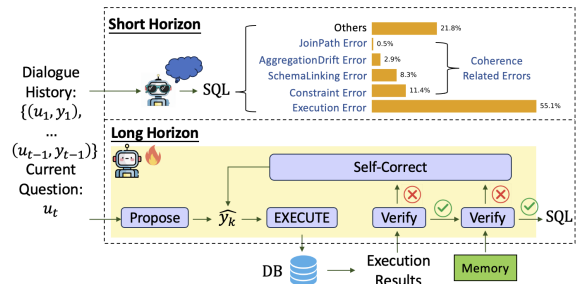 Short Horizon
Others 21.8%
JoinPath Error 0.5%
AggregationDrift Error 2.9%
SchemaLinking Error 8.3%
Constraint Error 11.4%
Execution Error 55.1%
Coherence
Related Errors
SQL
Dialogue
History:
{(u₁, y₁),
...
(uₜ₋₁, yₜ₋₁)}
Current
Question:
uₜ
Long Horizon
Self-Correct
Propose
ŷₖ
EXECUTE
Verify
Verify
SQL
DB
Execution
Results
Memory